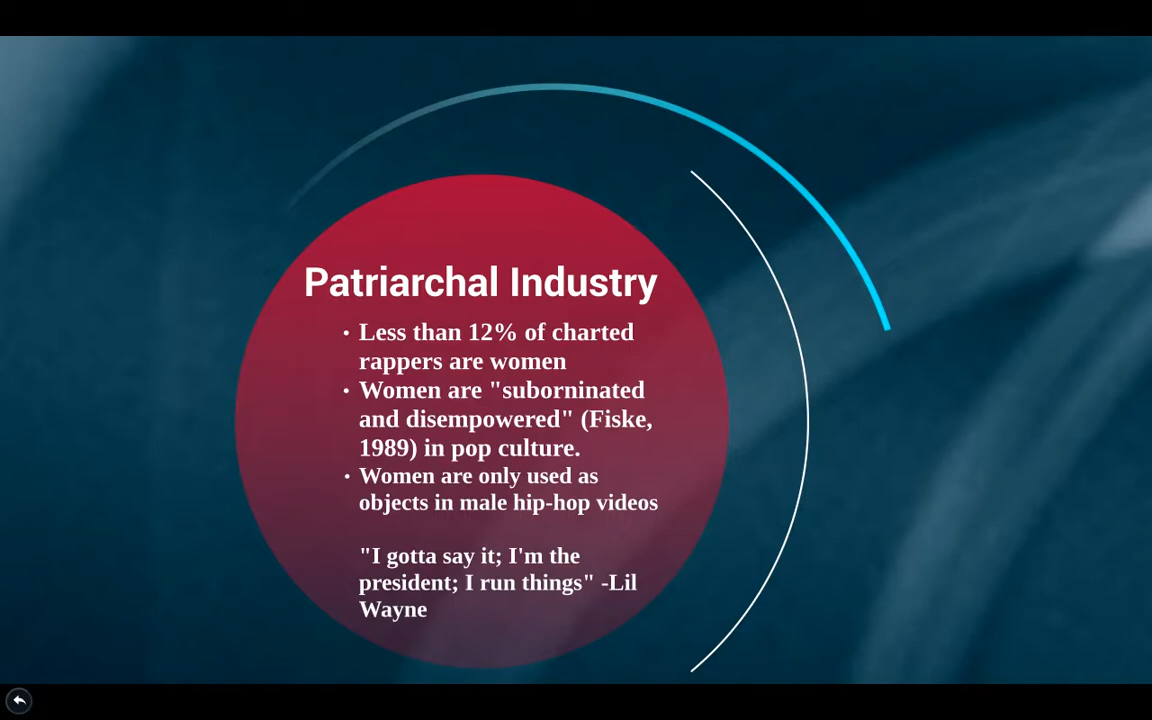 Patriarchal Industry
• Less than 12% of charted
rappers are women
• Women are "suborninated
and disempowered" (Fiske,
1989) in pop culture.
• Women are only used as
objects in male hip-hop videos
"I gotta say it; I'm the
president; I run things" -Lil
Wayne